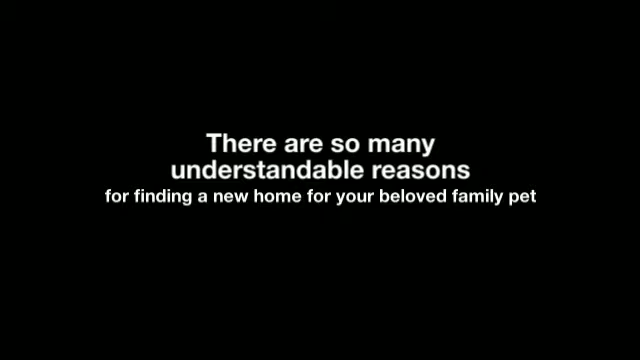 There are so many
understandable reasons
for finding a new home for your beloved family pet